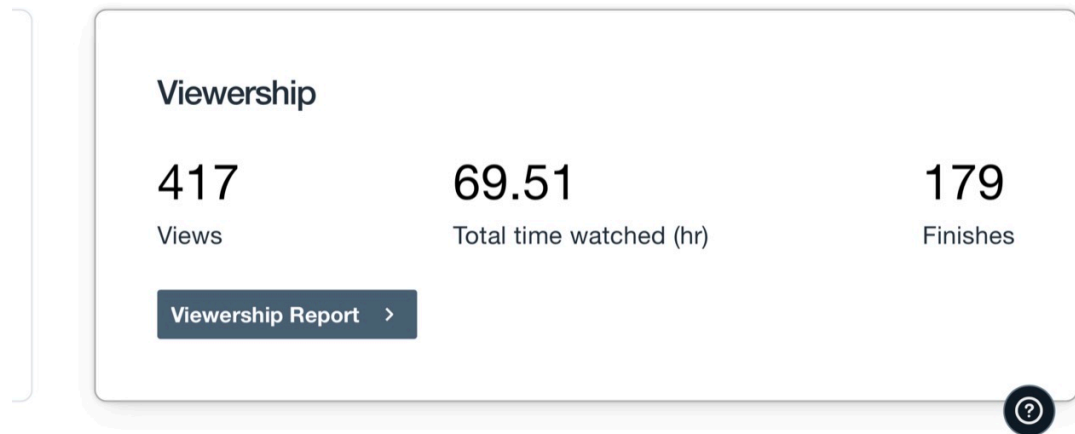 Viewership
417 69.51 179
Views Total time watched (hr) Finishes
Viewership Report >
?